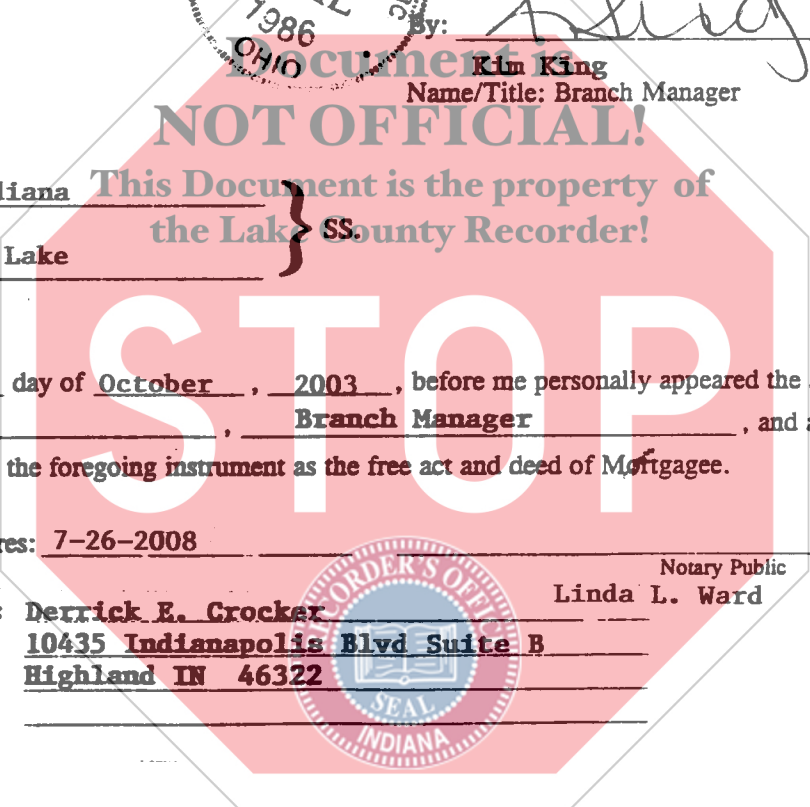 1986
OHIO
By:
Kim King
Name/Title: Branch Manager
Document is
NOT OFFICIAL!
This Document is the property of
the Lake County Recorder!
diana
SS.
Lake
STOP
day of October , 2003 , before me personally appeared the
, Branch Manager , and a
the foregoing instrument as the free act and deed of Mortgagee.
res: 7-26-2008
Notary Public
Linda L. Ward
: Derrick E. Crocker
10435 Indianapolis Blvd Suite B
Highland IN 46322
RECORDER'S OFFIC
SEAL
INDIANA